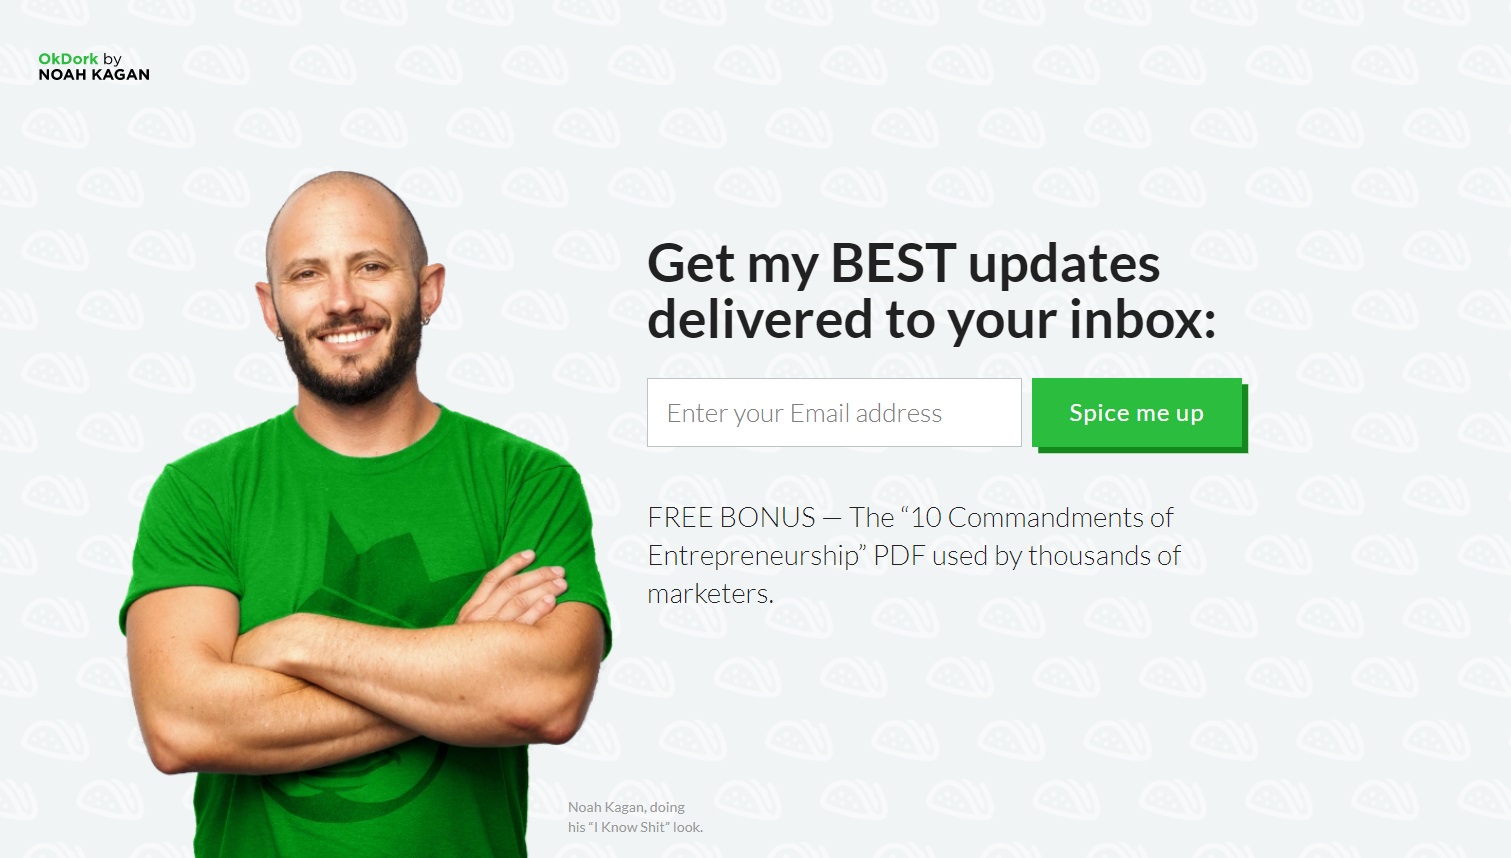 OkDork by
NOAH KAGAN
Get my BEST updates
delivered to your inbox:
Enter your Email address
Spice me up
FREE BONUS — The “10 Commandments of
Entrepreneurship” PDF used by thousands of
marketers.
Noah Kagan, doing
his “I Know Shit” look.